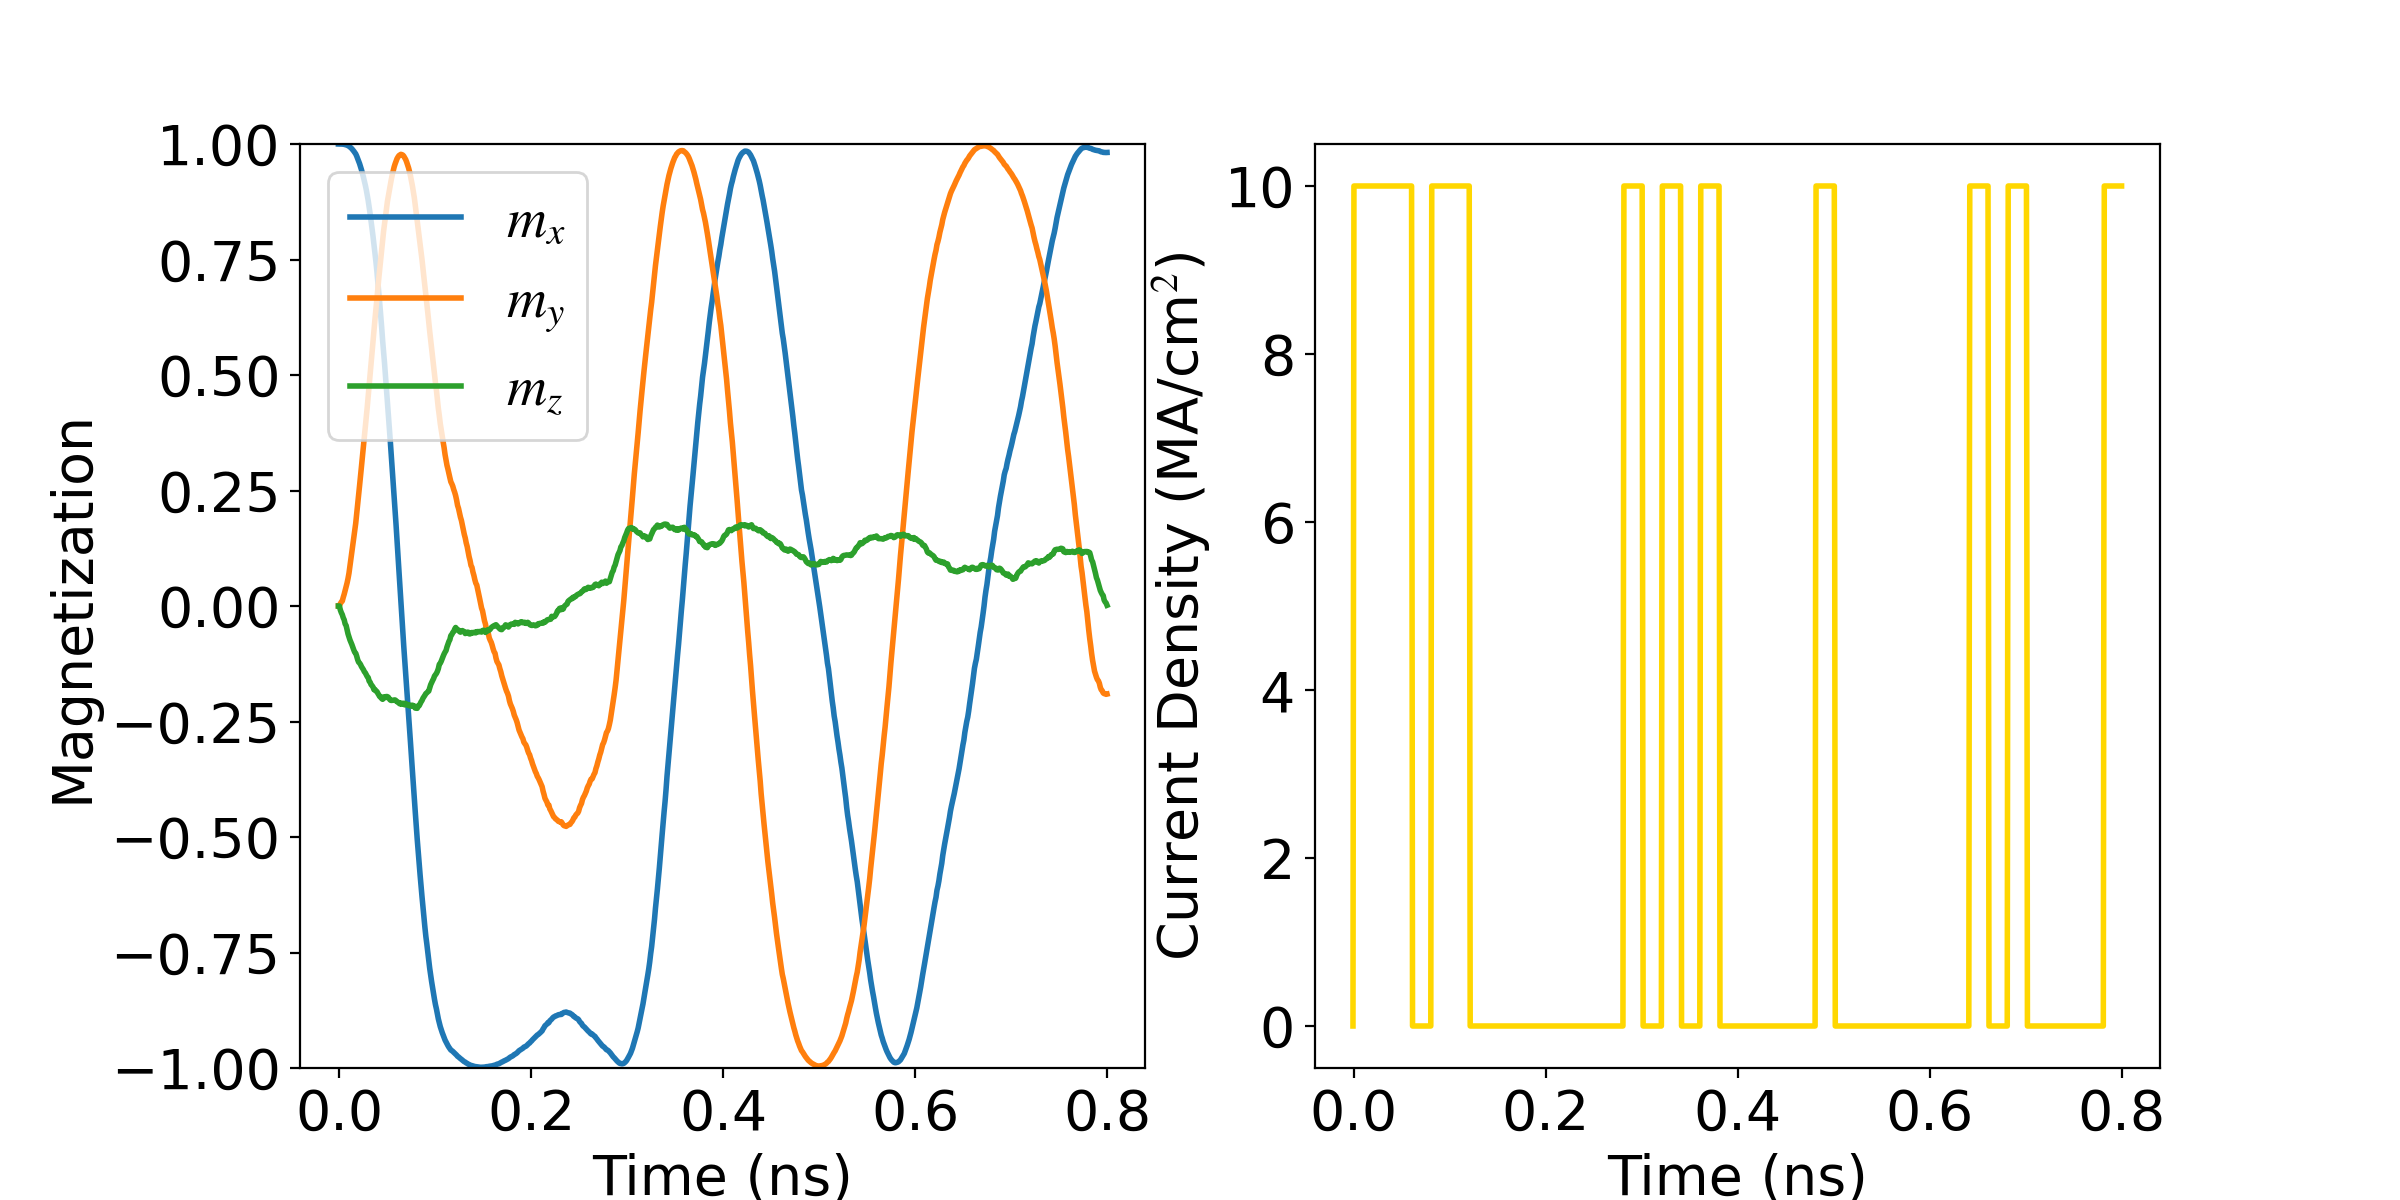 1.00
0.75
0.50
0.25
0.00
−0.25
−0.50
−0.75
−1.00
Magnetization
m_x
m_y
m_z
0.0 0.2 0.4 0.6 0.8
Time (ns)
10
8
6
4
2
0
Current Density (MA/cm²)
0.0 0.2 0.4 0.6 0.8
Time (ns)